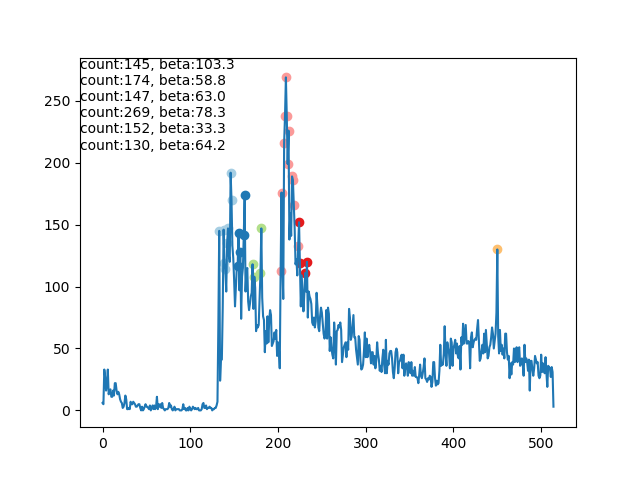 count:145, beta:103.3
count:174, beta:58.8
count:147, beta:63.0
count:269, beta:78.3
count:152, beta:33.3
count:130, beta:64.2
250
200
150
100
50
0
0 100 200 300 400 500